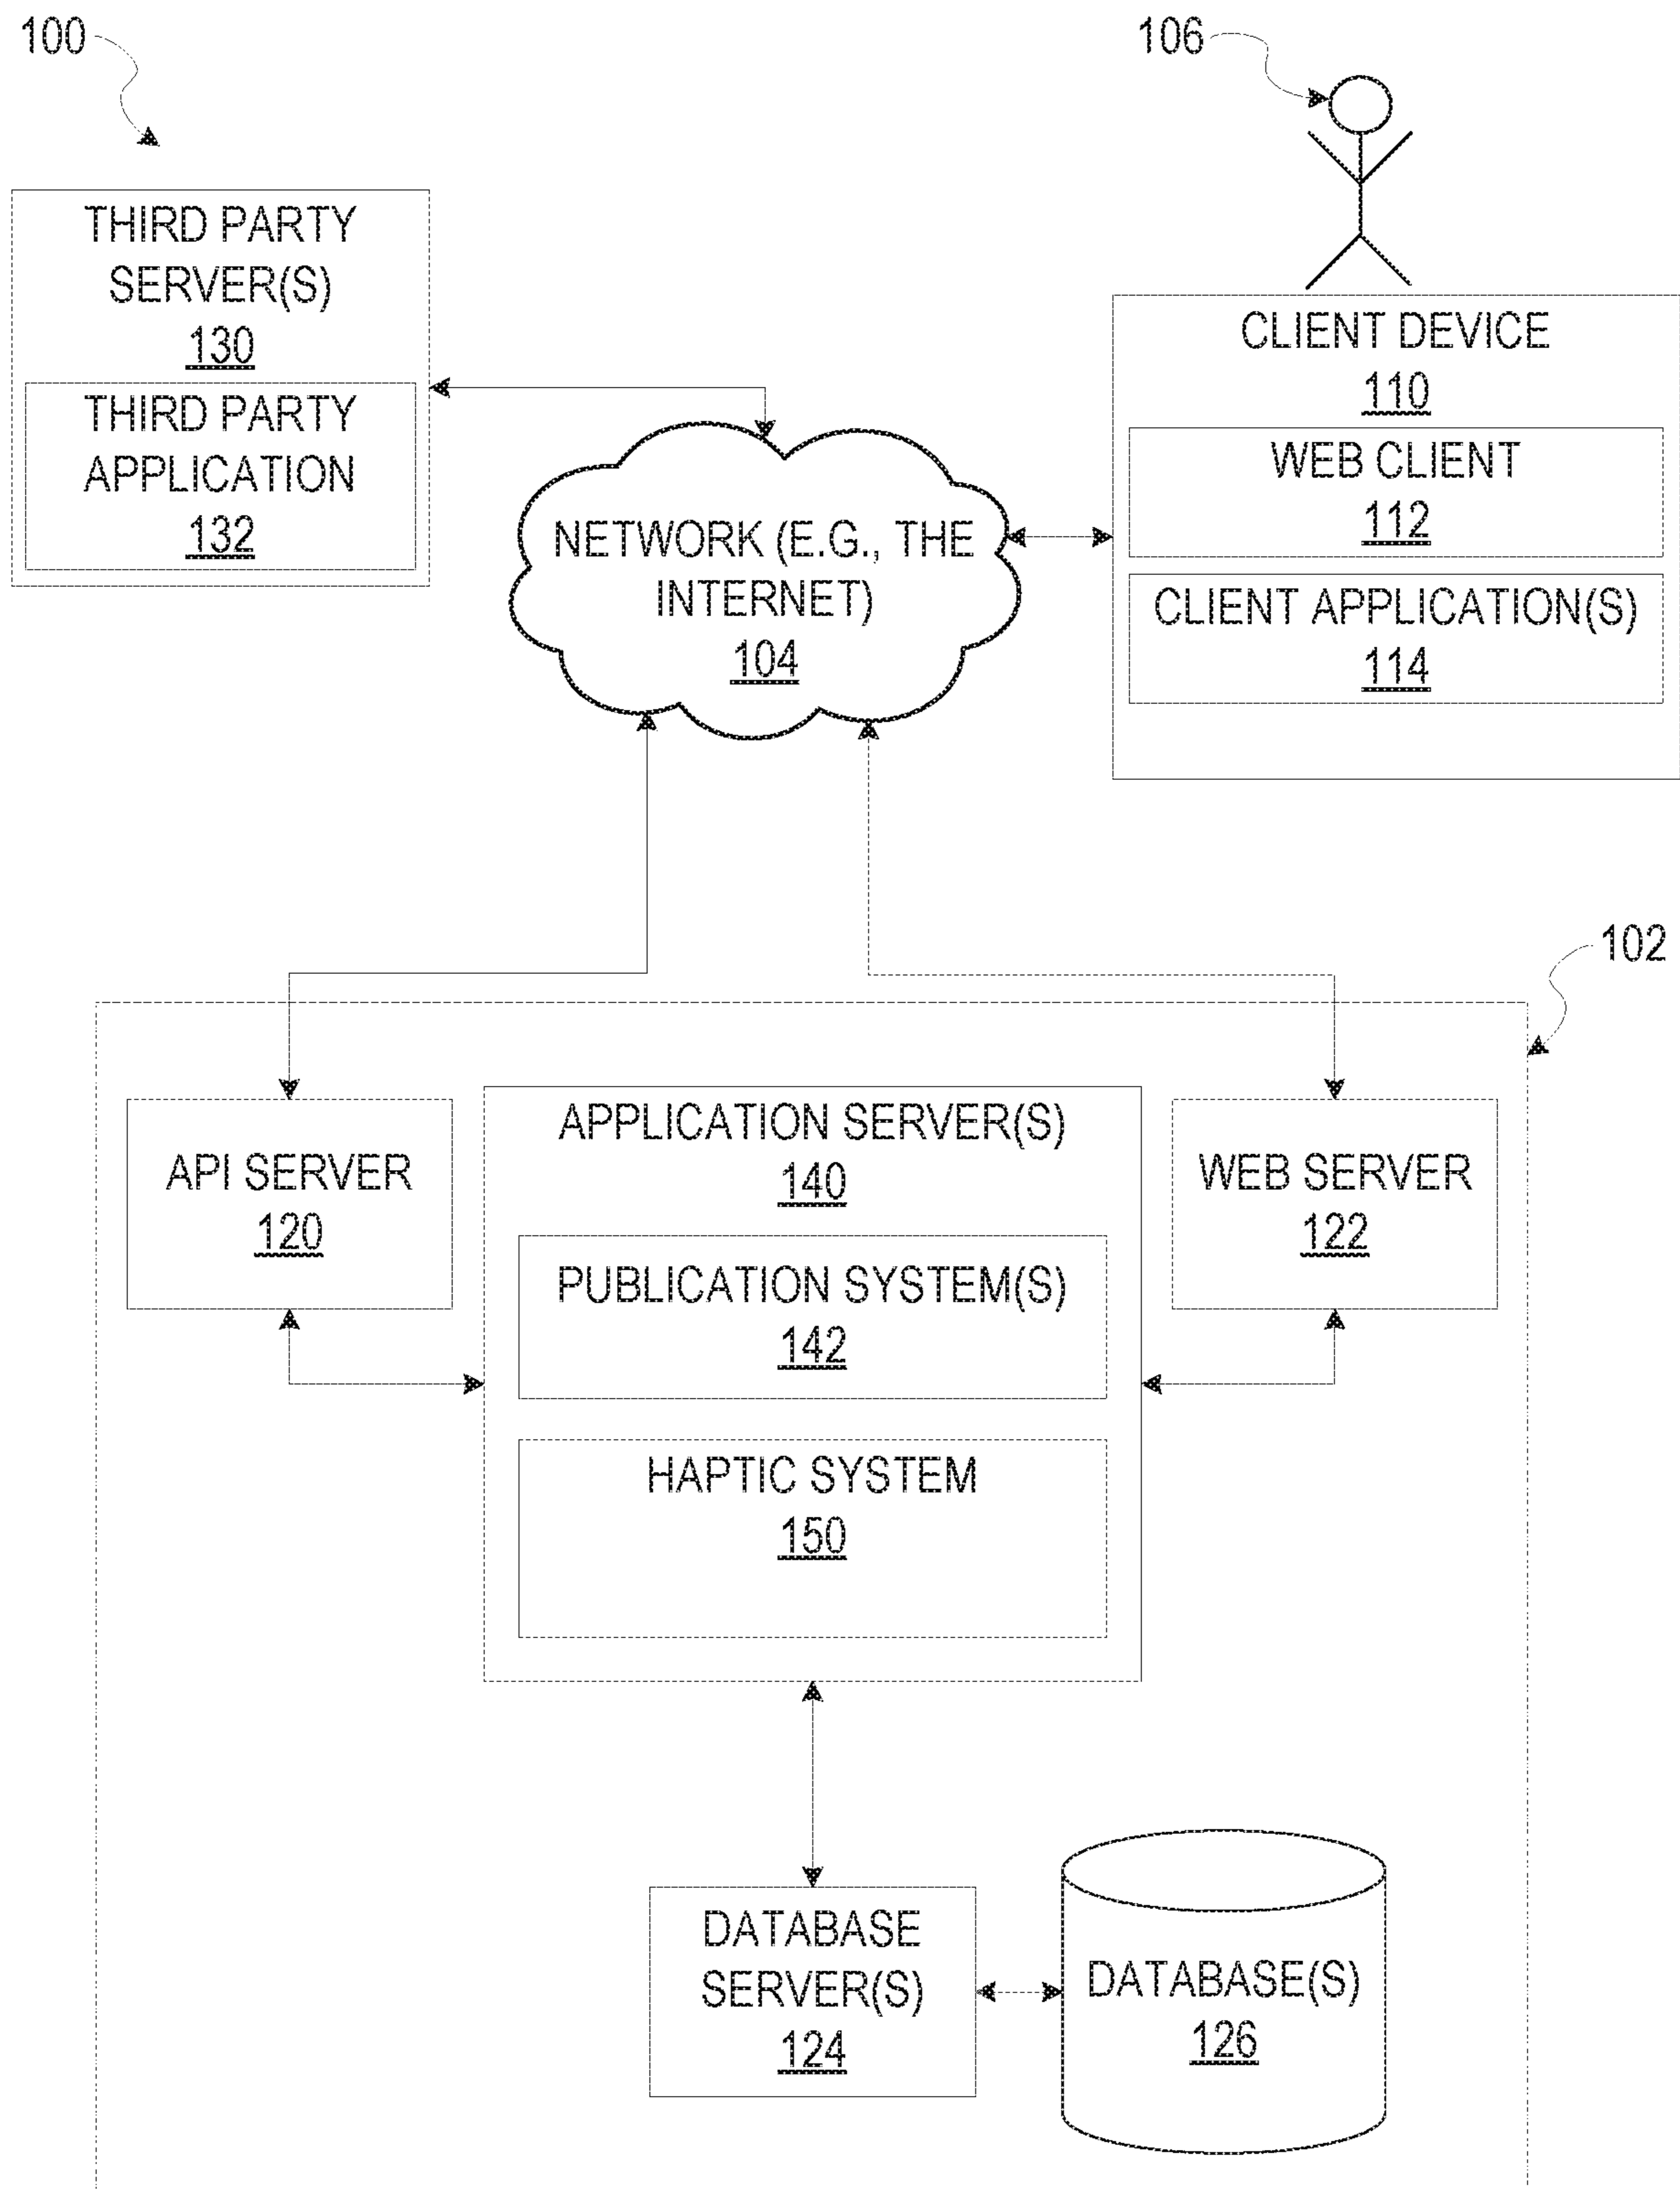 100
106
THIRD PARTY
SERVER(S)
130
THIRD PARTY
APPLICATION
132
CLIENT DEVICE
110
WEB CLIENT
112
CLIENT APPLICATION(S)
114
NETWORK (E.G., THE
INTERNET)
104
102
API SERVER
120
APPLICATION SERVER(S)
140
PUBLICATION SYSTEM(S)
142
HAPTIC SYSTEM
150
WEB SERVER
122
DATABASE
SERVER(S)
124
DATABASE(S)
126